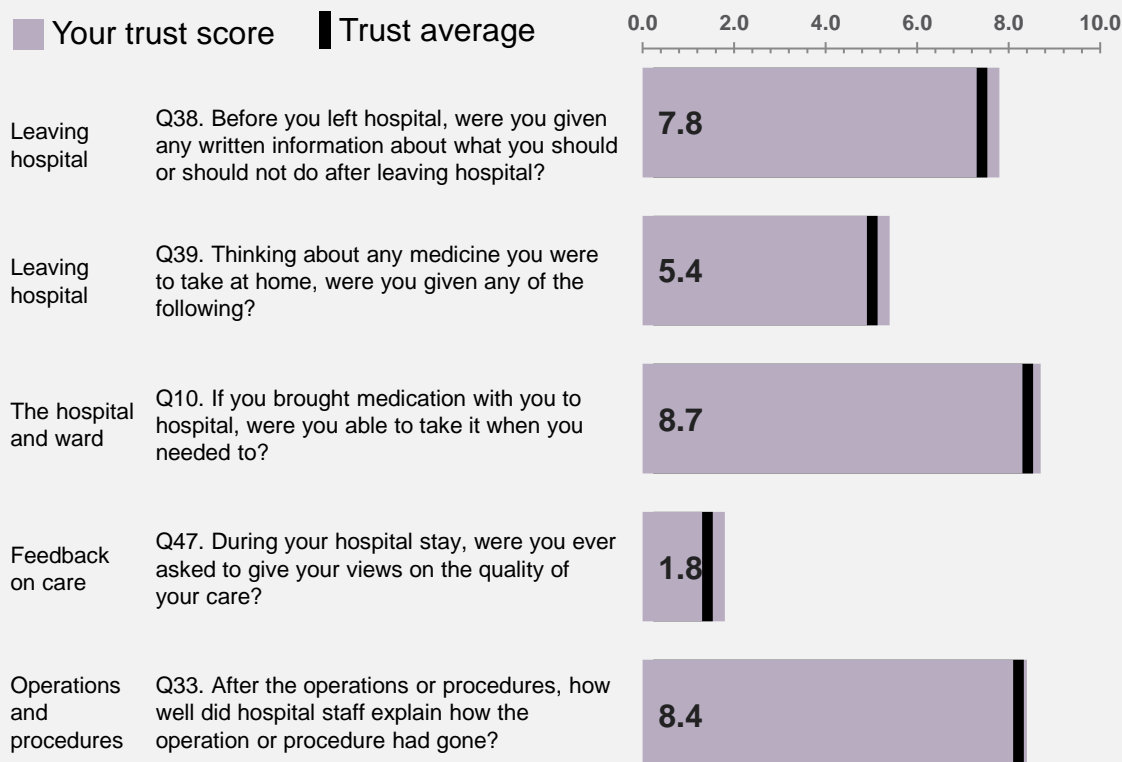 Your trust score
Trust average
0.0 2.0 4.0 6.0 8.0 10.0
Leaving
hospital
Q38. Before you left hospital, were you given
any written information about what you should
or should not do after leaving hospital?
7.8
Leaving
hospital
Q39. Thinking about any medicine you were
to take at home, were you given any of the
following?
5.4
The hospital
and ward
Q10. If you brought medication with you to
hospital, were you able to take it when you
needed to?
8.7
Feedback
on care
Q47. During your hospital stay, were you ever
asked to give your views on the quality of
your care?
1.8
Operations
and
procedures
Q33. After the operations or procedures, how
well did hospital staff explain how the
operation or procedure had gone?
8.4